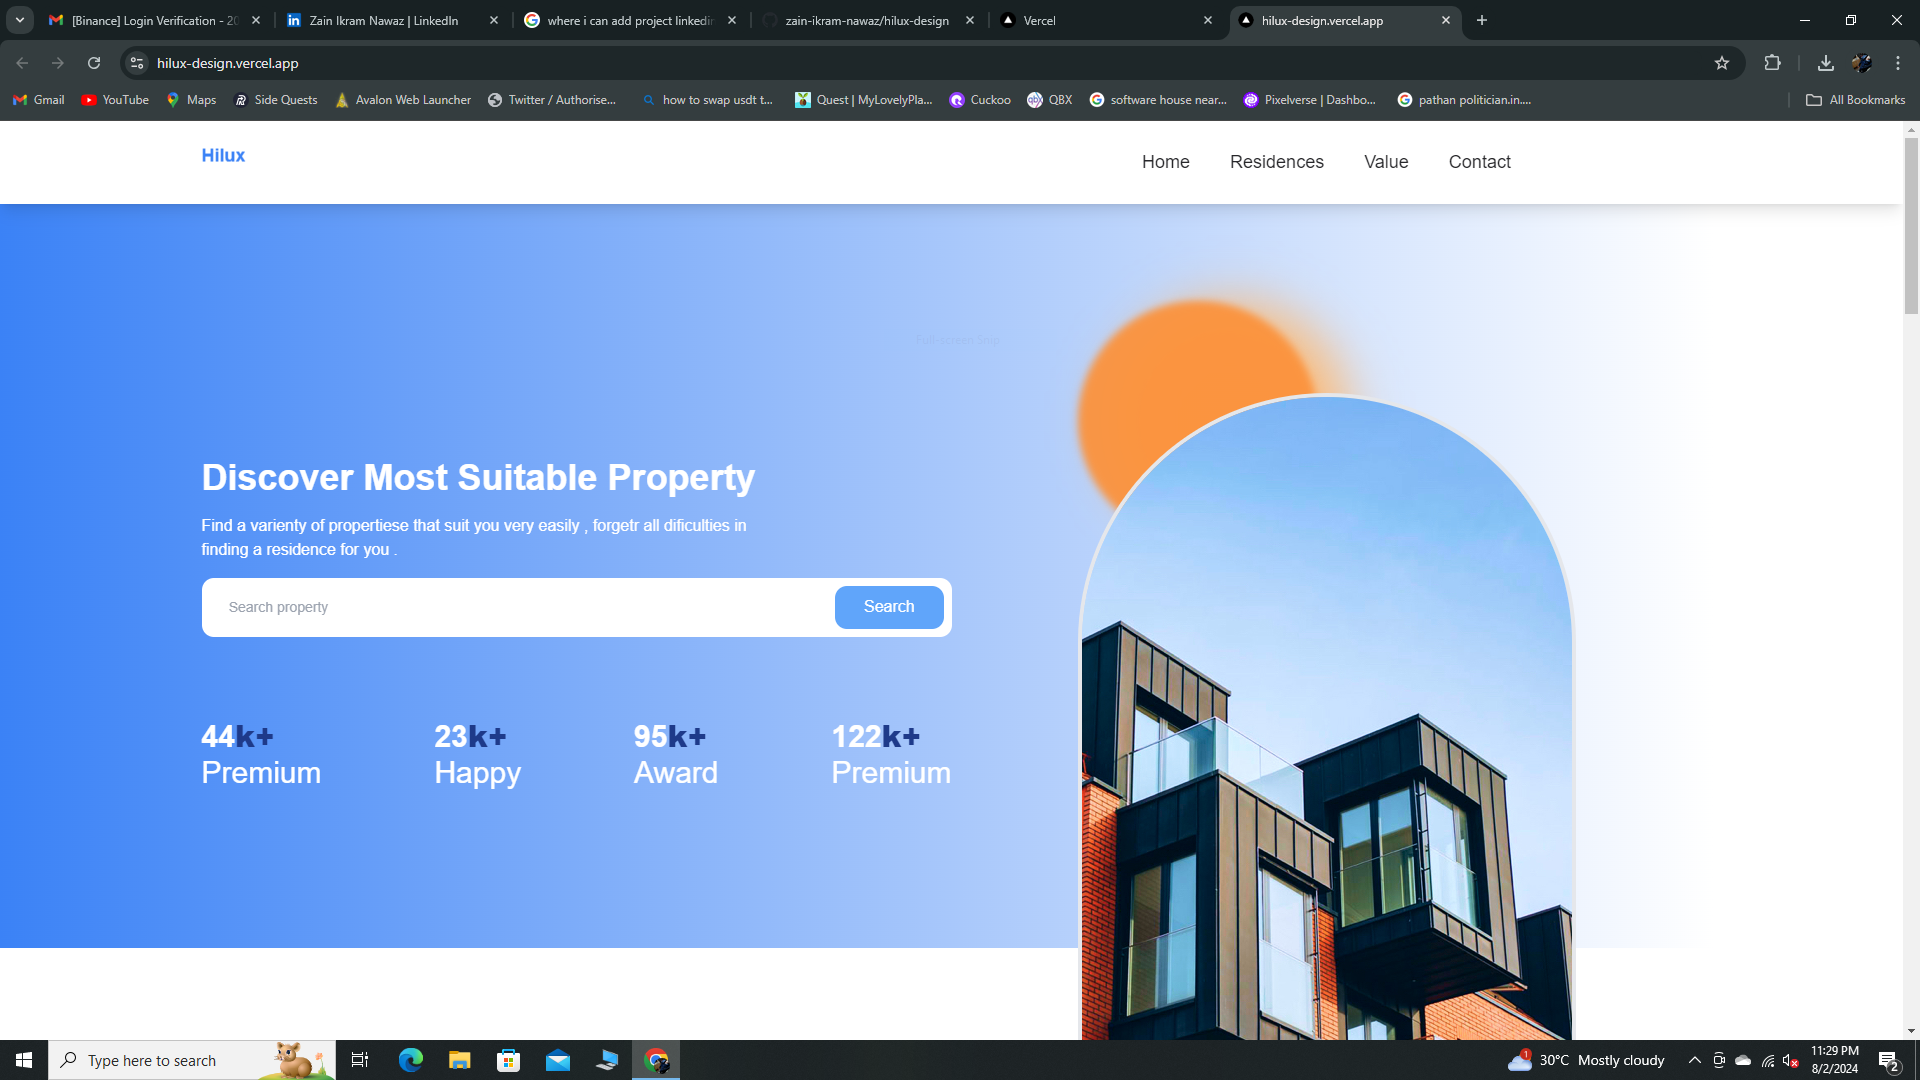 [Binance] Login Verification - 20
Zain Ikram Nawaz | LinkedIn
where i can add project linkedin
zain-ikram-nawaz/hilux-design
Vercel
hilux-design.vercel.app
hilux-design.vercel.app
Gmail
YouTube
Maps
Side Quests
Avalon Web Launcher
Twitter / Authorise...
how to swap usdt t...
Quest | MyLovelyPla...
Cuckoo
QBX
software house near...
Pixelverse | Dashbo...
pathan politician.in....
All Bookmarks
Hilux
Home
Residences
Value
Contact
Full-screen Snip
Discover Most Suitable Property
Find a varienty of propertiese that suit you very easily , forgetr all dificulties in
finding a residence for you .
Search property
Search
44k+
23k+
95k+
122k+
Premium
Happy
Award
Premium
Type here to search
1
30°C Mostly cloudy
11:29 PM
8/2/2024
2